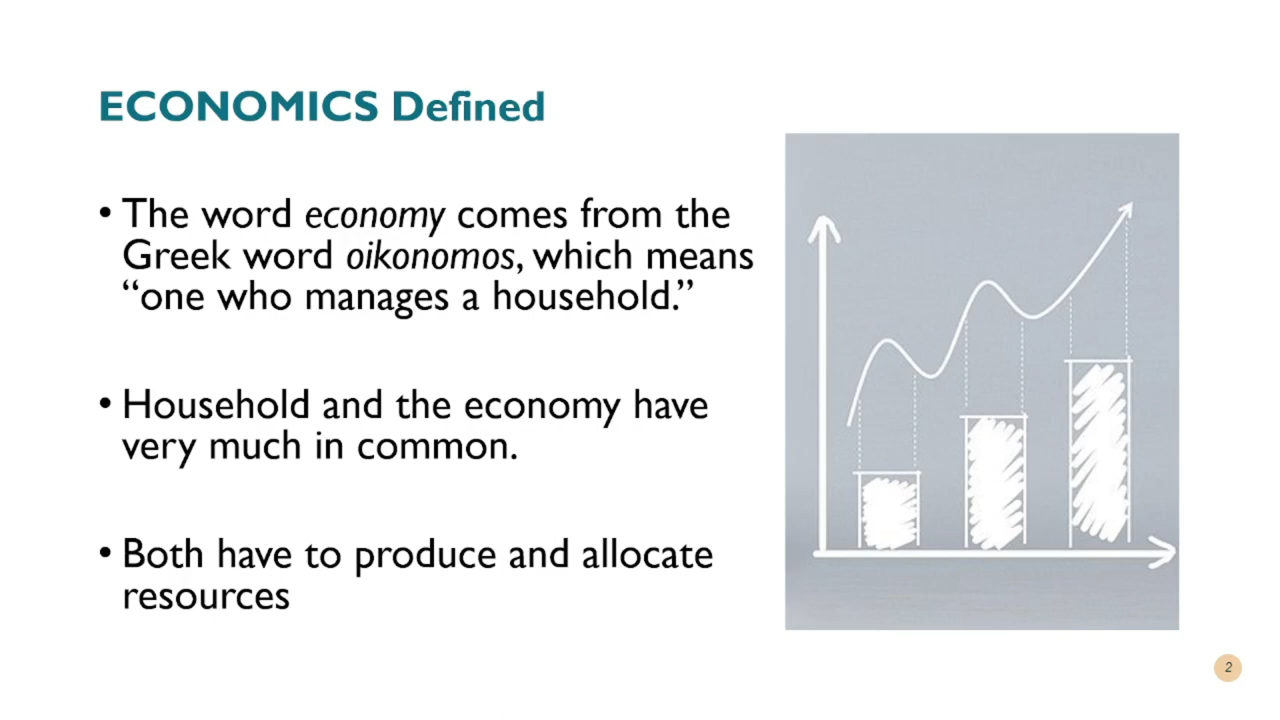 ECONOMICS Defined
• The word economy comes from the
Greek word oikonomos, which means
“one who manages a household.”
• Household and the economy have
very much in common.
• Both have to produce and allocate
resources
2